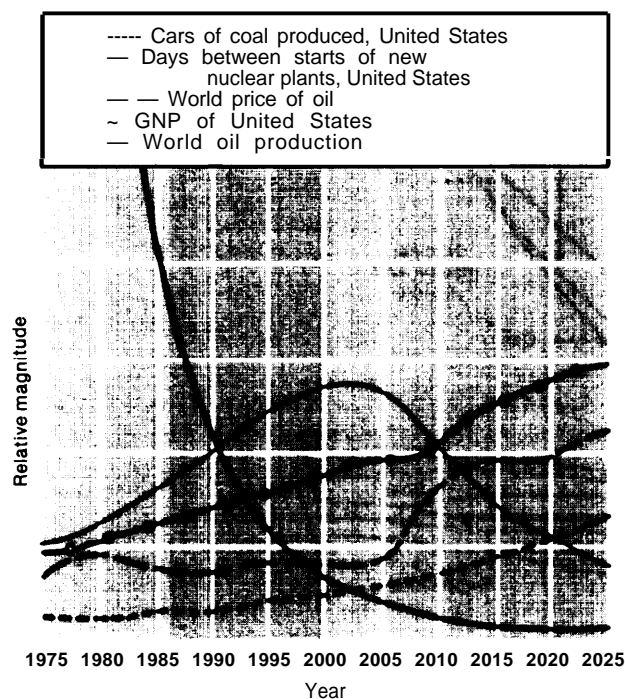 ----- Cars of coal produced, United States
— Days between starts of new
nuclear plants, United States
— — World price of oil
~ GNP of United States
— World oil production
Relative magnitude
1975 1980 1985 1990 1995 2000 2005 2010 2015 2020 2025
Year